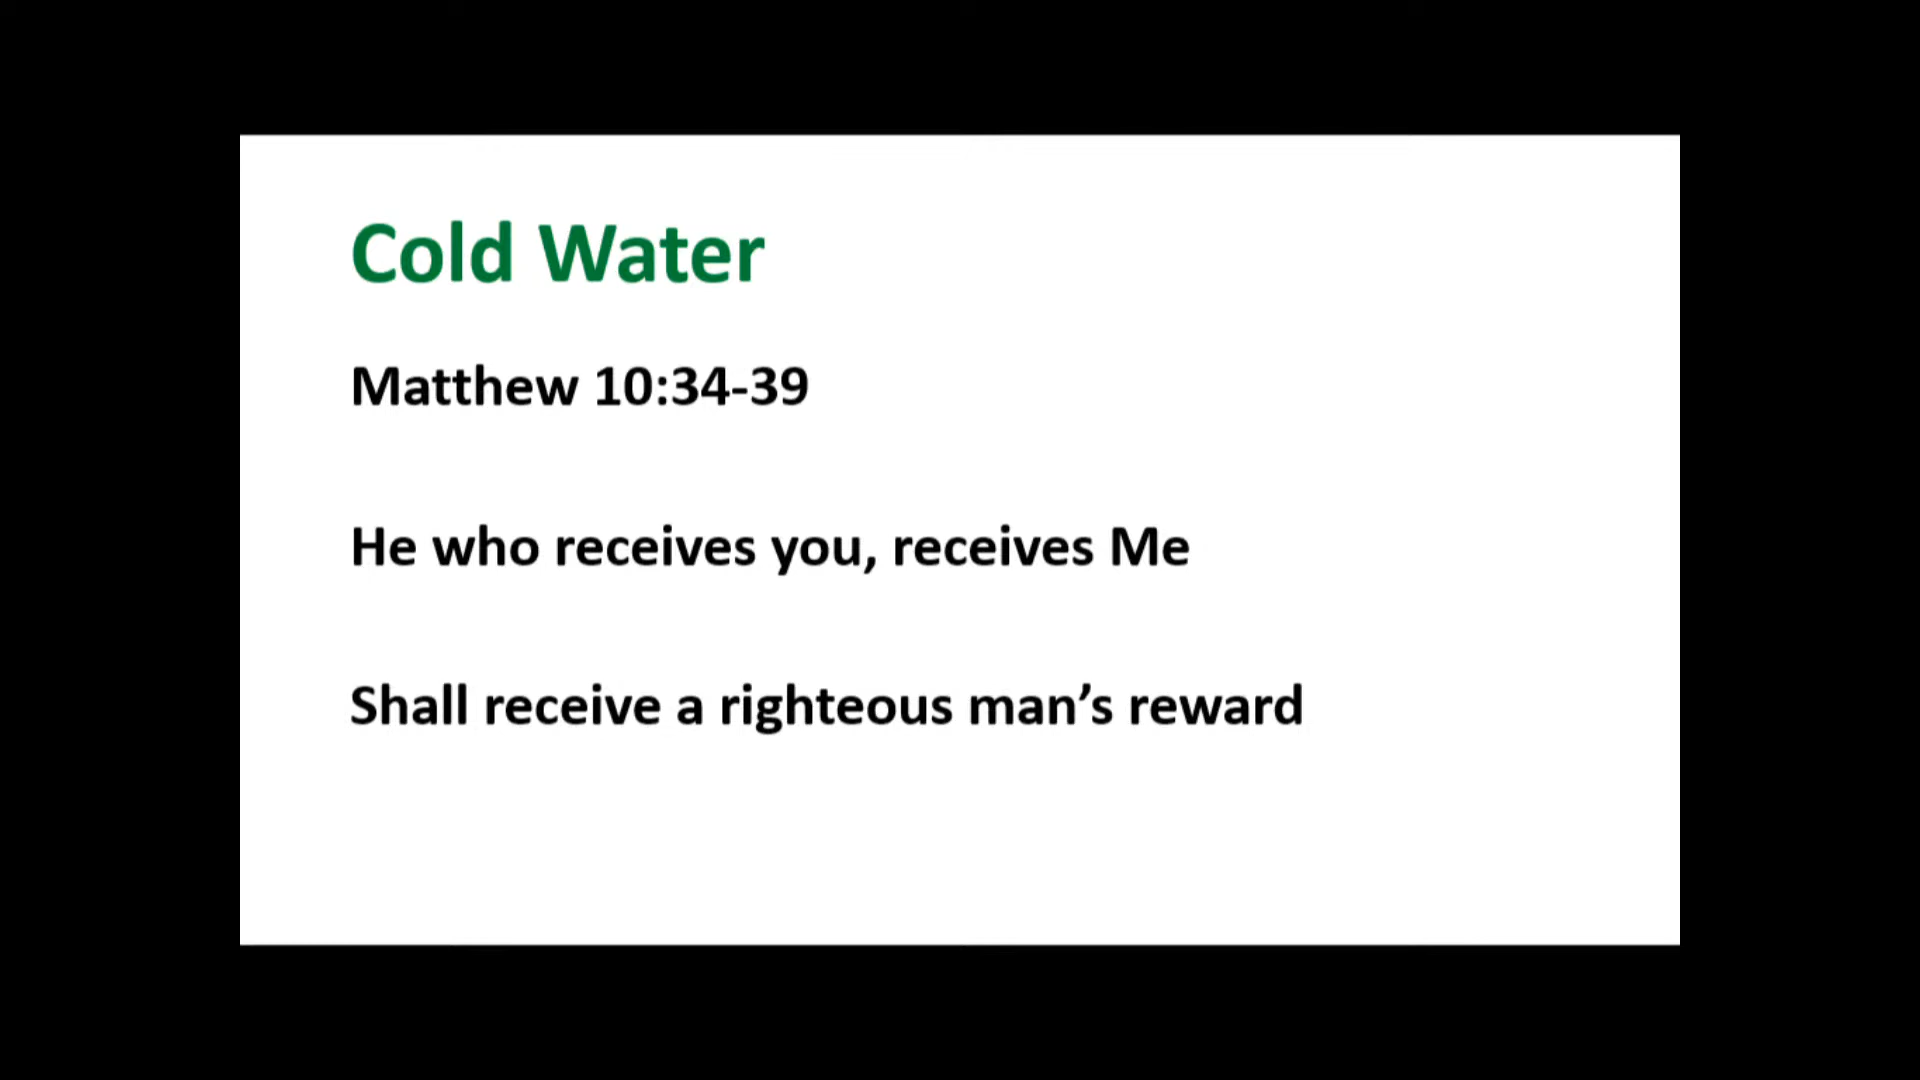 Cold Water
Matthew 10:34-39
He who receives you, receives Me
Shall receive a righteous man’s reward